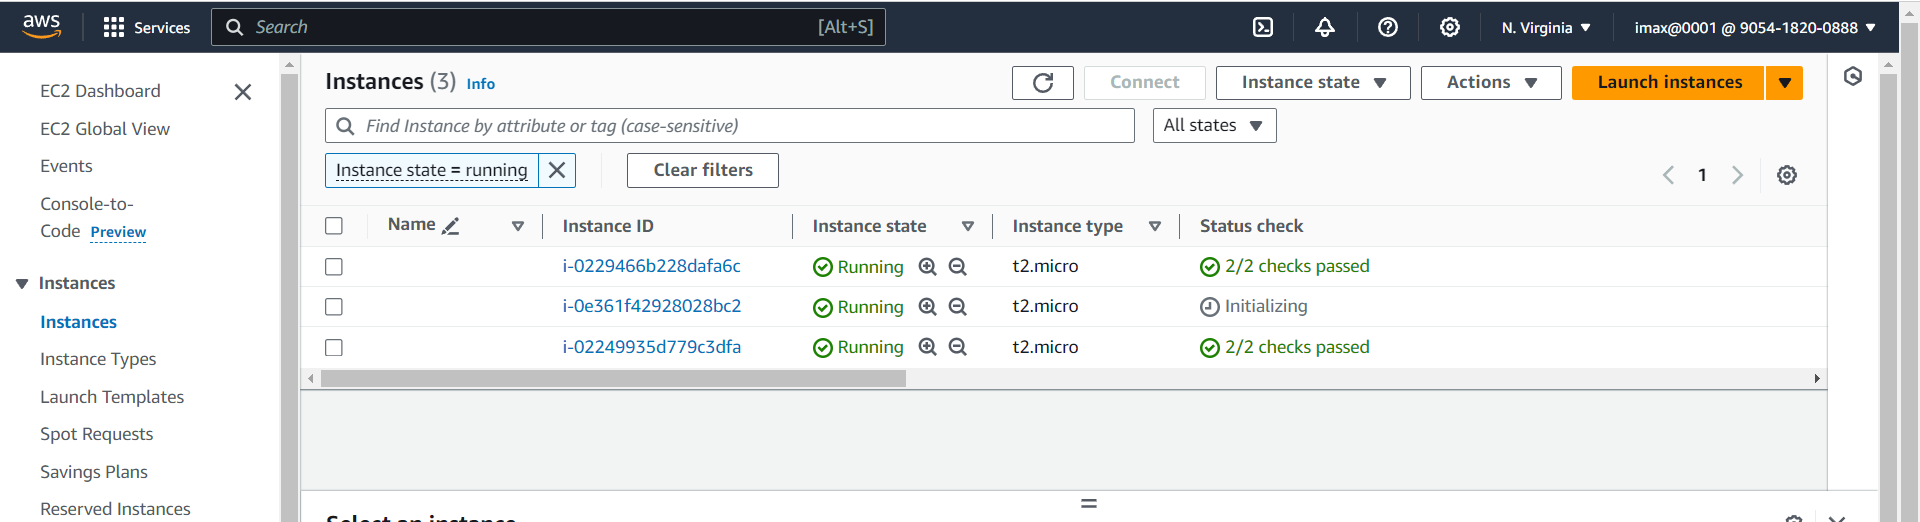 aws
Services
Search
[Alt+S]
N. Virginia
imax@0001 @ 9054-1820-0888
EC2 Dashboard
EC2 Global View
Events
Console-to-
Code Preview
Instances
Instances
Instance Types
Launch Templates
Spot Requests
Savings Plans
Reserved Instances
Instances (3) Info
Connect
Instance state
Actions
Launch instances
Find Instance by attribute or tag (case-sensitive)
All states
Instance state = running
Clear filters
1
Name Instance ID Instance state Instance type Status check
i-0229466b228dafa6c Running t2.micro 2/2 checks passed
i-0e361f42928028bc2 Running t2.micro Initializing
i-02249935d779c3dfa Running t2.micro 2/2 checks passed
Select an instance